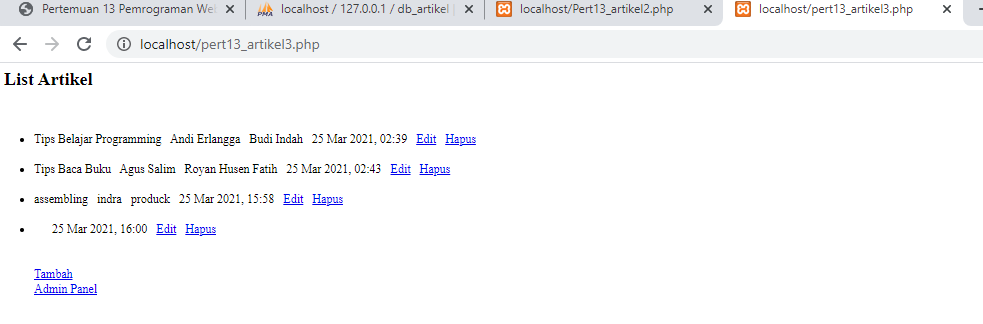 Pertemuan 13 Pemrograman We
localhost / 127.0.0.1 / db_artikel |
localhost/Pert13_artikel2.php
localhost/pert13_artikel3.php
localhost/pert13_artikel3.php
List Artikel
Tips Belajar Programming Andi Erlangga Budi Indah 25 Mar 2021, 02:39 Edit Hapus
Tips Baca Buku Agus Salim Royan Husen Fatih 25 Mar 2021, 02:43 Edit Hapus
assembling indra produck 25 Mar 2021, 15:58 Edit Hapus
25 Mar 2021, 16:00 Edit Hapus
Tambah
Admin Panel